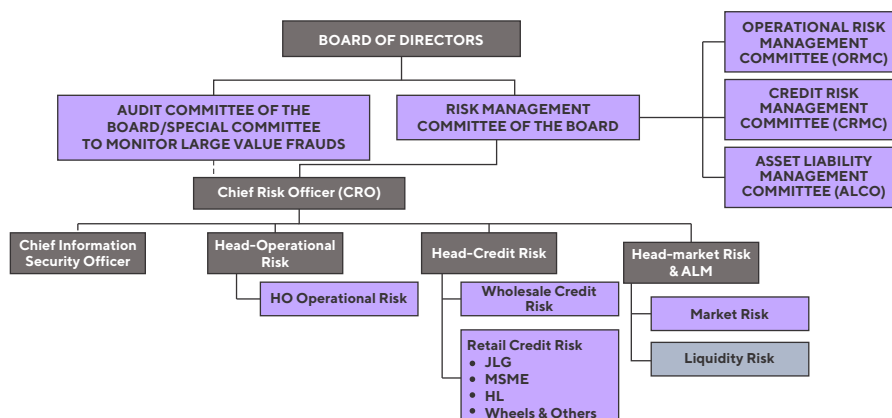 BOARD OF DIRECTORS
OPERATIONAL RISK
MANAGEMENT
COMMITTEE (ORMC)
AUDIT COMMITTEE OF THE
BOARD/SPECIAL COMMITTEE
TO MONITOR LARGE VALUE FRAUDS
RISK MANAGEMENT
COMMITTEE OF THE BOARD
CREDIT RISK
MANAGEMENT
COMMITTEE (CRMC)
ASSET LIABILITY
MANAGEMENT
COMMITTEE (ALCO)
Chief Risk Officer (CRO)
Chief Information
Security Officer
Head-Operational
Risk
Head-Credit Risk
Head-market Risk
& ALM
HO Operational Risk
Wholesale Credit
Risk
Market Risk
Retail Credit Risk
• JLG
• MSME
• HL
• Wheels & Others
Liquidity Risk